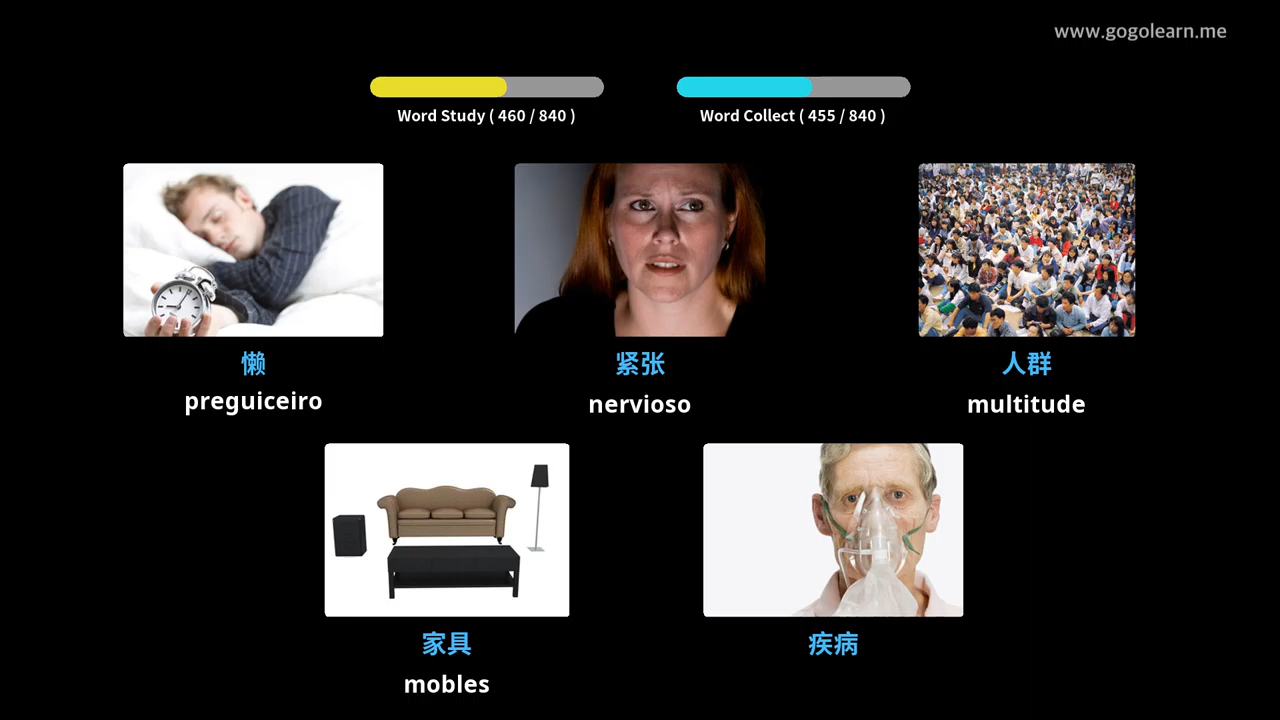 www.gogolearn.me
Word Study ( 460 / 840 )
Word Collect ( 455 / 840 )
懒
preguiceiro
紧张
nervioso
人群
multitude
家具
mobles
疾病